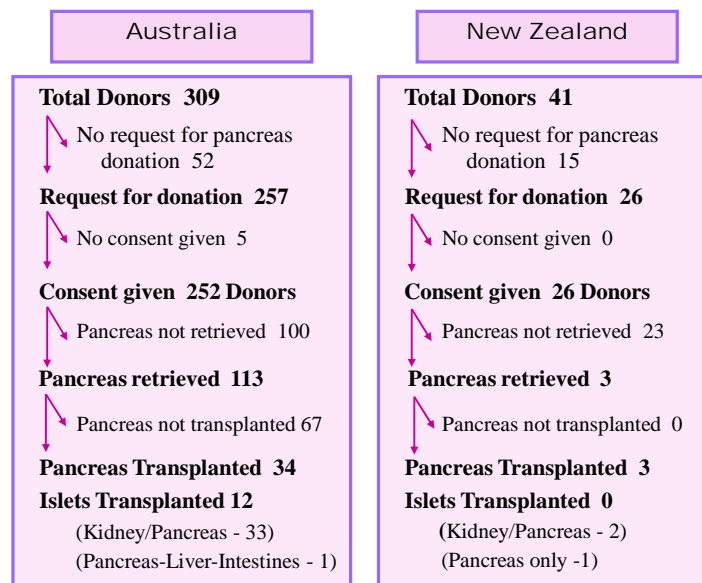 Australia
Total Donors 309
No request for pancreas
donation 52
Request for donation 257
No consent given 5
Consent given 252 Donors
Pancreas not retrieved 100
Pancreas retrieved 113
Pancreas not transplanted 67
Pancreas Transplanted 34
Islets Transplanted 12
(Kidney/Pancreas - 33)
(Pancreas-Liver-Intestines - 1)
New Zealand
Total Donors 41
No request for pancreas
donation 15
Request for donation 26
No consent given 0
Consent given 26 Donors
Pancreas not retrieved 23
Pancreas retrieved 3
Pancreas not transplanted 0
Pancreas Transplanted 3
Islets Transplanted 0
(Kidney/Pancreas - 2)
(Pancreas only -1)